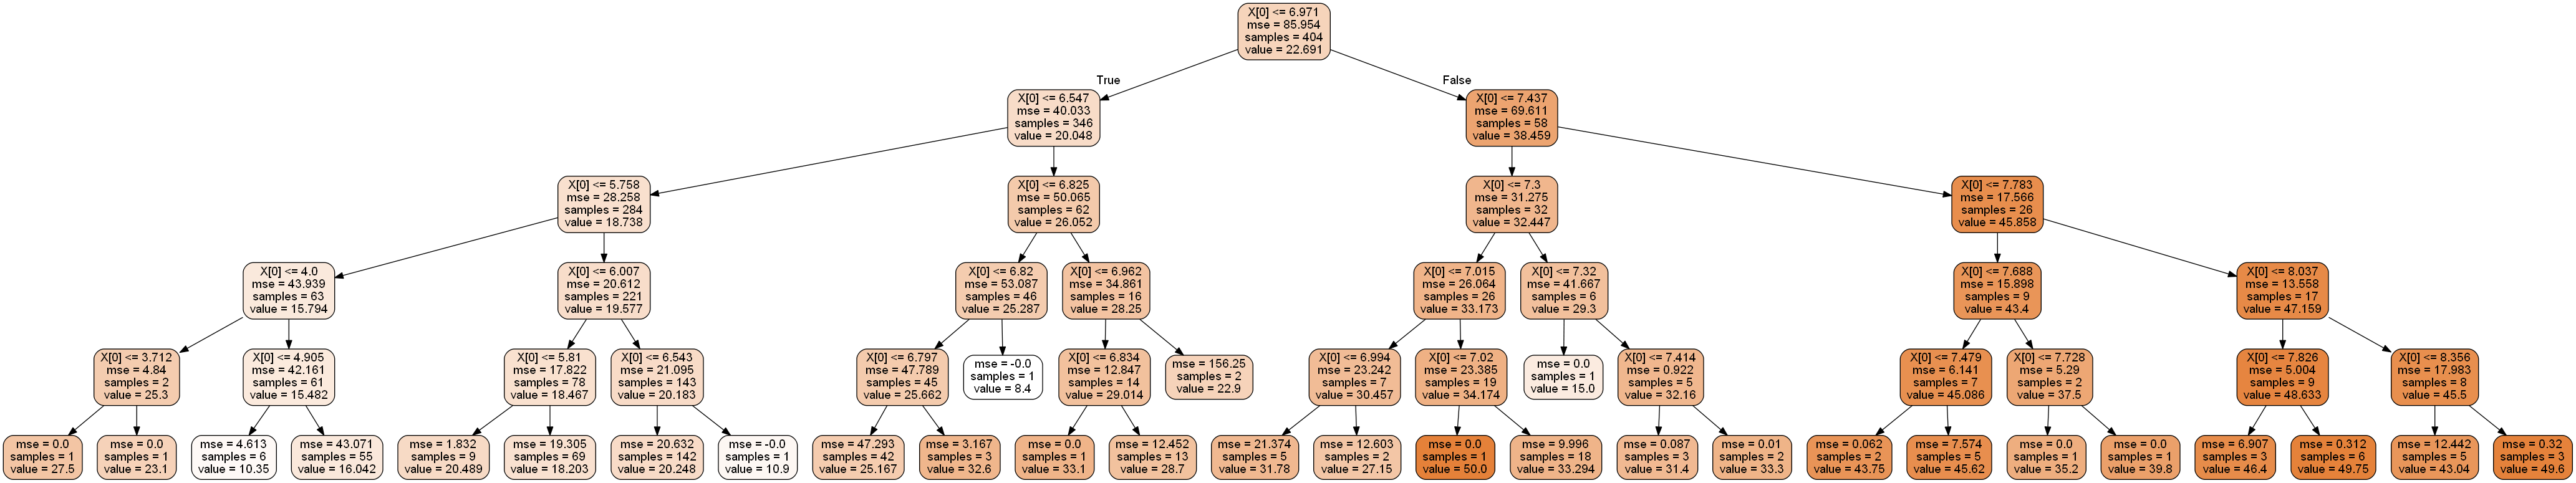 X[0] <= 6.971
mse = 85.954
samples = 404
value = 22.691
True
False
X[0] <= 6.547
mse = 40.033
samples = 346
value = 20.048
X[0] <= 7.437
mse = 69.611
samples = 58
value = 38.459
X[0] <= 5.758
mse = 28.258
samples = 284
value = 18.738
X[0] <= 6.825
mse = 50.065
samples = 62
value = 26.052
X[0] <= 7.3
mse = 31.275
samples = 32
value = 32.447
X[0] <= 7.783
mse = 17.566
samples = 26
value = 45.858
X[0] <= 4.0
mse = 43.939
samples = 63
value = 15.794
X[0] <= 6.007
mse = 20.612
samples = 221
value = 19.577
X[0] <= 6.82
mse = 53.087
samples = 46
value = 25.287
X[0] <= 6.962
mse = 34.861
samples = 16
value = 28.25
X[0] <= 7.015
mse = 26.064
samples = 26
value = 33.173
X[0] <= 7.32
mse = 41.667
samples = 6
value = 29.3
X[0] <= 7.688
mse = 15.898
samples = 9
value = 43.4
X[0] <= 8.037
mse = 13.558
samples = 17
value = 47.159
X[0] <= 3.712
mse = 4.84
samples = 2
value = 25.3
X[0] <= 4.905
mse = 42.161
samples = 61
value = 15.482
X[0] <= 5.81
mse = 17.822
samples = 78
value = 18.467
X[0] <= 6.543
mse = 21.095
samples = 143
value = 20.183
X[0] <= 6.797
mse = 47.789
samples = 45
value = 25.662
mse = -0.0
samples = 1
value = 8.4
X[0] <= 6.834
mse = 12.847
samples = 14
value = 29.014
mse = 156.25
samples = 2
value = 22.9
X[0] <= 6.994
mse = 23.242
samples = 7
value = 30.457
X[0] <= 7.02
mse = 23.385
samples = 19
value = 34.174
mse = 0.0
samples = 1
value = 15.0
X[0] <= 7.414
mse = 0.922
samples = 5
value = 32.16
X[0] <= 7.479
mse = 6.141
samples = 7
value = 45.086
X[0] <= 7.728
mse = 5.29
samples = 2
value = 37.5
X[0] <= 7.826
mse = 5.004
samples = 9
value = 48.633
X[0] <= 8.356
mse = 17.983
samples = 8
value = 45.5
mse = 0.0
samples = 1
value = 27.5
mse = 0.0
samples = 1
value = 23.1
mse = 4.613
samples = 6
value = 10.35
mse = 43.071
samples = 55
value = 16.042
mse = 1.832
samples = 9
value = 20.489
mse = 19.305
samples = 69
value = 18.203
mse = 20.632
samples = 142
value = 20.248
mse = -0.0
samples = 1
value = 10.9
mse = 47.293
samples = 42
value = 25.167
mse = 3.167
samples = 3
value = 32.6
mse = 0.0
samples = 1
value = 33.1
mse = 12.452
samples = 13
value = 28.7
mse = 21.374
samples = 5
value = 31.78
mse = 12.603
samples = 2
value = 27.15
mse = 0.0
samples = 1
value = 50.0
mse = 9.996
samples = 18
value = 33.294
mse = 0.087
samples = 3
value = 31.4
mse = 0.01
samples = 2
value = 33.3
mse = 0.062
samples = 2
value = 43.75
mse = 7.574
samples = 5
value = 45.62
mse = 0.0
samples = 1
value = 35.2
mse = 0.0
samples = 1
value = 39.8
mse = 6.907
samples = 3
value = 46.4
mse = 0.312
samples = 6
value = 49.75
mse = 12.442
samples = 5
value = 43.04
mse = 0.32
samples = 3
value = 49.6